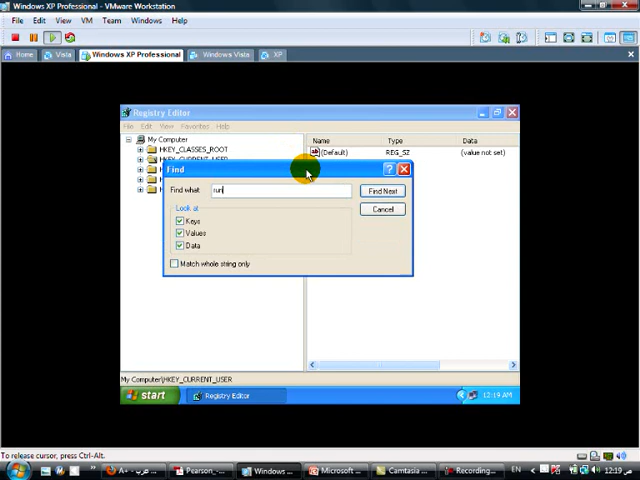 Windows XP Professional - VMware Workstation
File Edit View VM Team Windows Help
Home Vista Windows XP Professional Windows Vista XP
Registry Editor
File Edit View Favorites Help
My Computer
HKEY_CLASSES_ROOT
HKEY_CURRENT_USER
Name Type Data
(Default) REG_SZ (value not set)
Find
Find what: run
Find Next
Look at
Cancel
Keys
Values
Data
Match whole string only
My Computer\HKEY_CURRENT_USER
start Registry Editor 12:19 AM
To release cursor, press Ctrl-Alt.
A+ - عرب ... Pearson_... Windows ... Microsoft ... Camtasia ... Recording... EN 12:19 ص